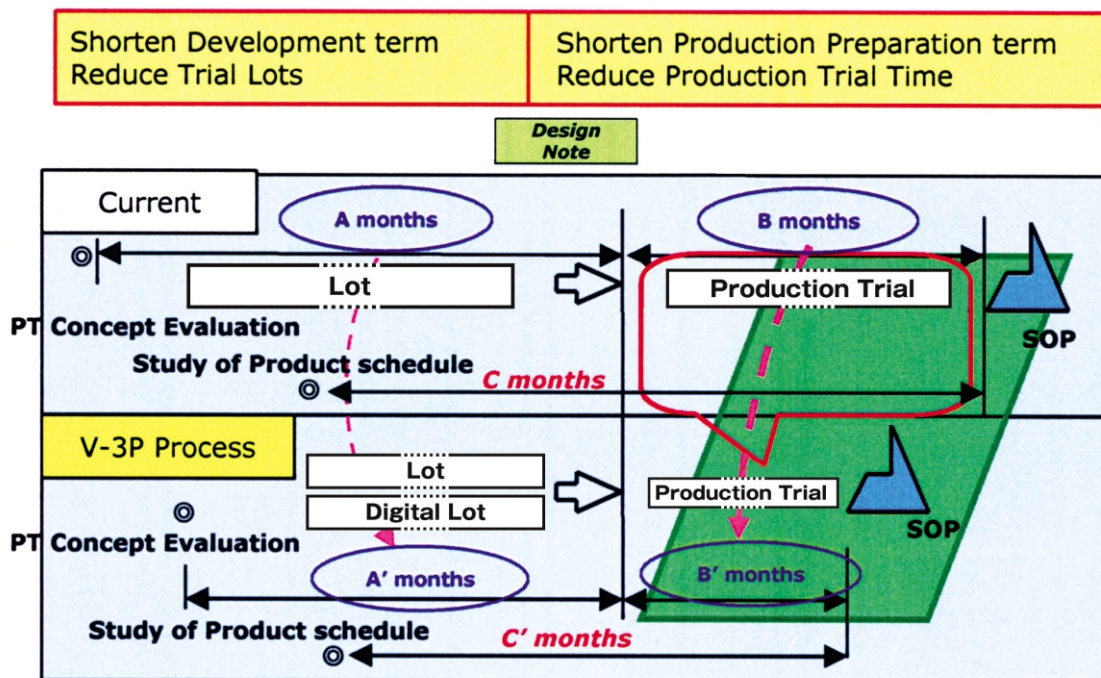 Shorten Development term
Reduce Trial Lots
Shorten Production Preparation term
Reduce Production Trial Time
Design
Note
Current
A months
B months
Lot
Production Trial
PT Concept Evaluation
SOP
Study of Product schedule
C months
V-3P Process
Lot
Digital Lot
Production Trial
SOP
PT Concept Evaluation
A' months
B' months
Study of Product schedule
C' months